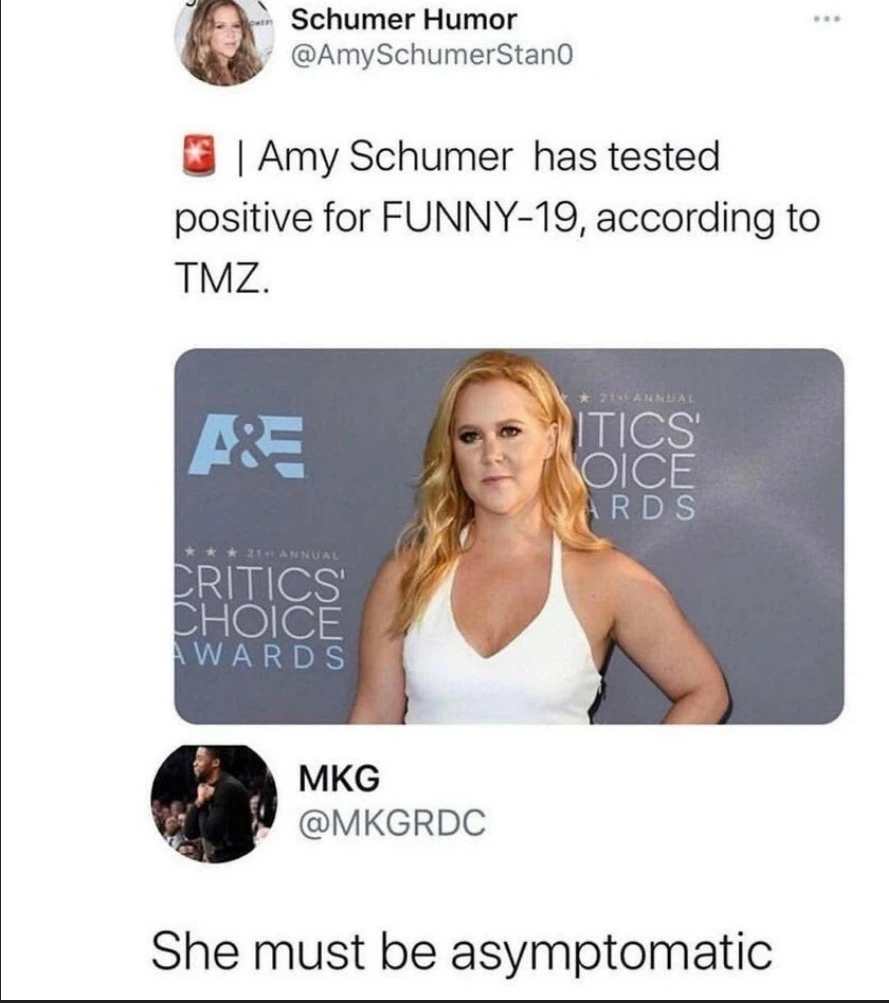 Schumer Humor
@AmySchumerStan0
🚨 | Amy Schumer has tested
positive for FUNNY-19, according to
TMZ.
A&E
★ 21st ANNUAL
ITICS'
OICE
ARDS
★ ★ ★ 21st ANNUAL
CRITICS'
CHOICE
AWARDS
MKG
@MKGRDC
She must be asymptomatic